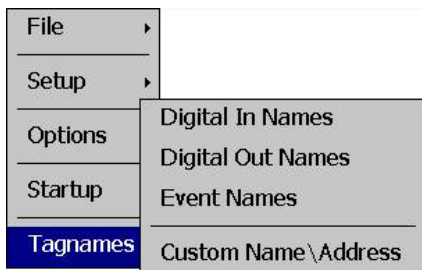 File
Setup
Options
Startup
Tagnames
Digital In Names
Digital Out Names
Event Names
Custom Name\Address